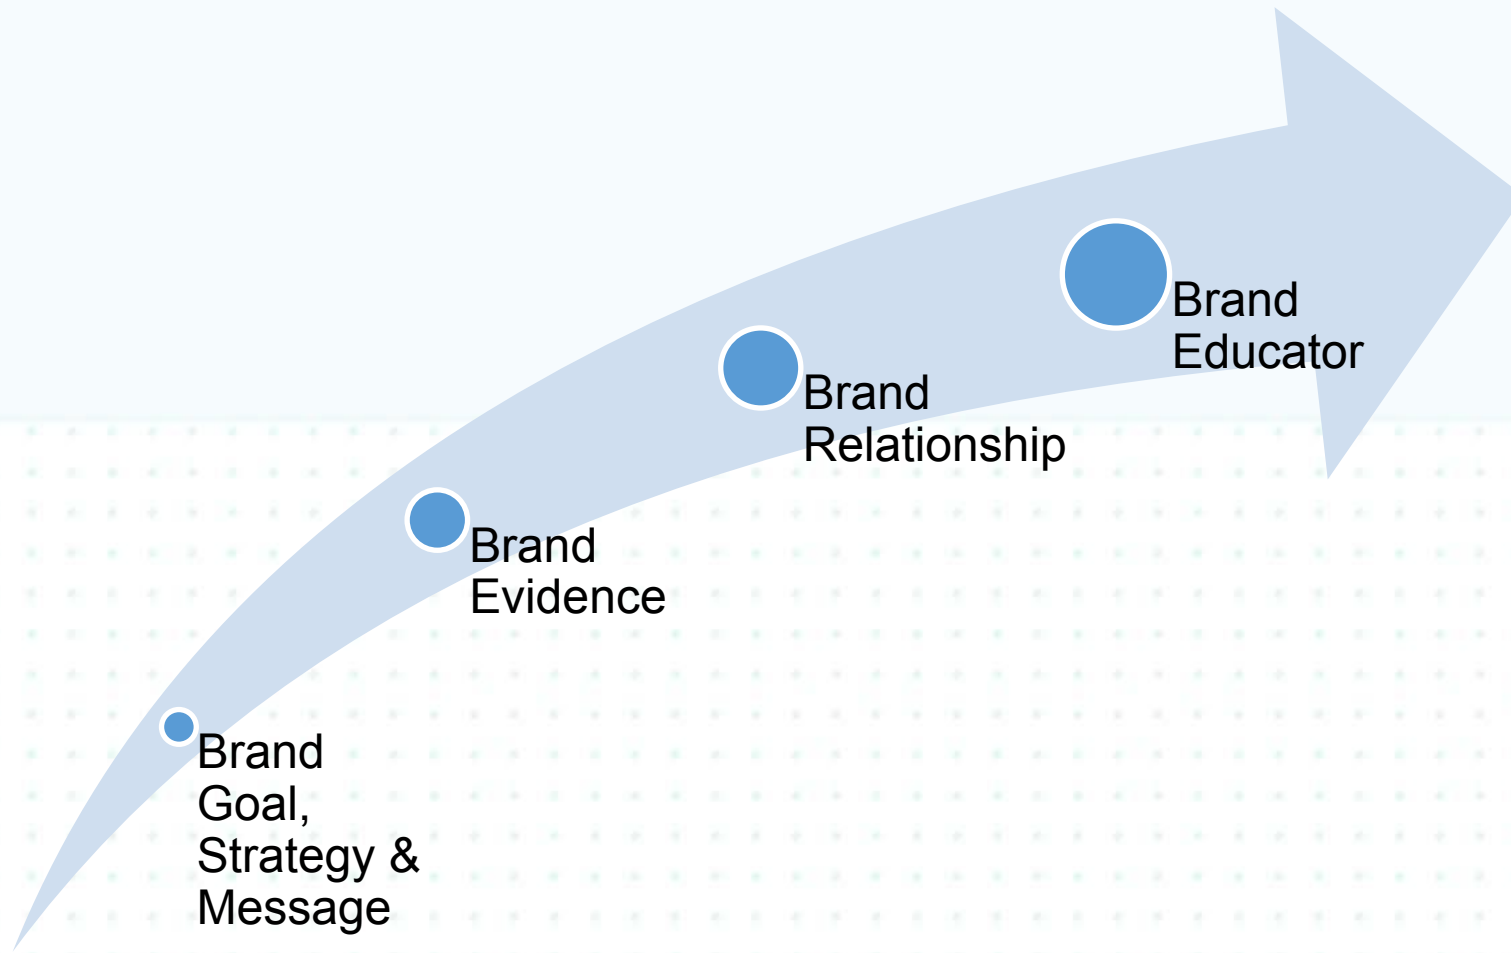 Brand
Goal,
Strategy &
Message
Brand
Evidence
Brand
Relationship
Brand
Educator